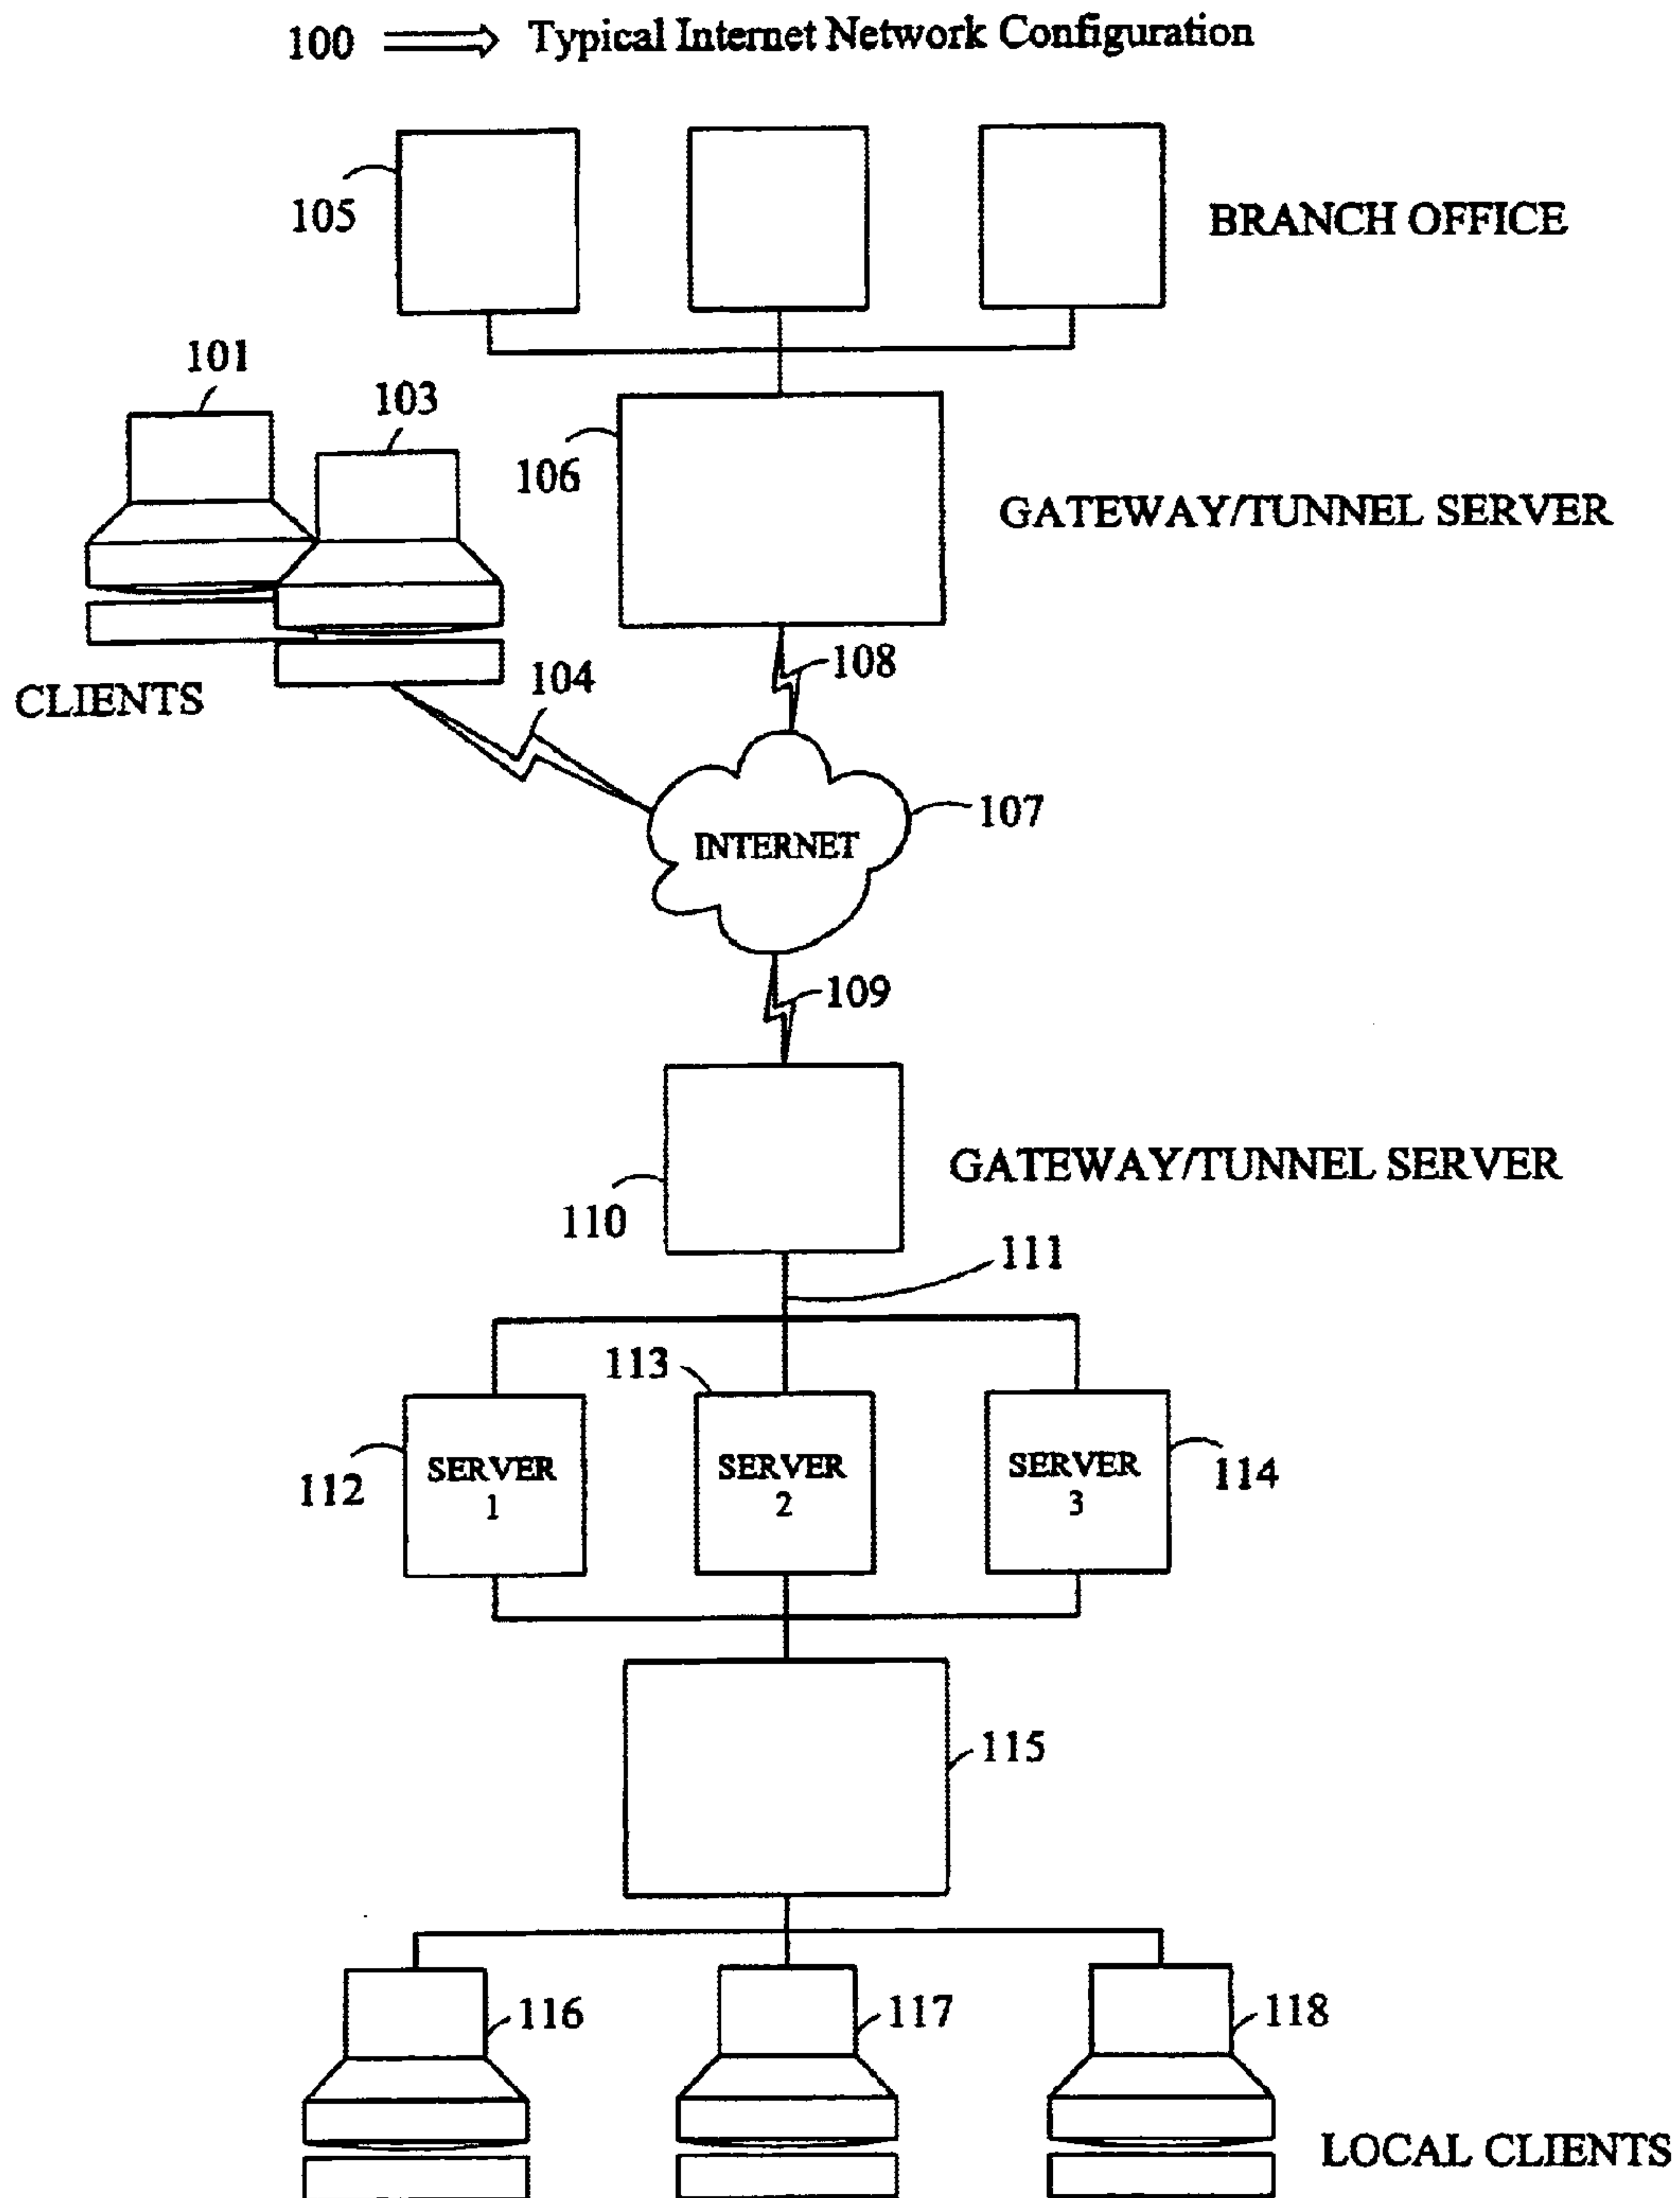 100 ⇒ Typical Internet Network Configuration
105
BRANCH OFFICE
101
103
106
GATEWAY/TUNNEL SERVER
CLIENTS
104
108
107
INTERNET
109
GATEWAY/TUNNEL SERVER
110
111
113
112
SERVER
1
SERVER
2
SERVER
3
114
115
116
117
118
LOCAL CLIENTS